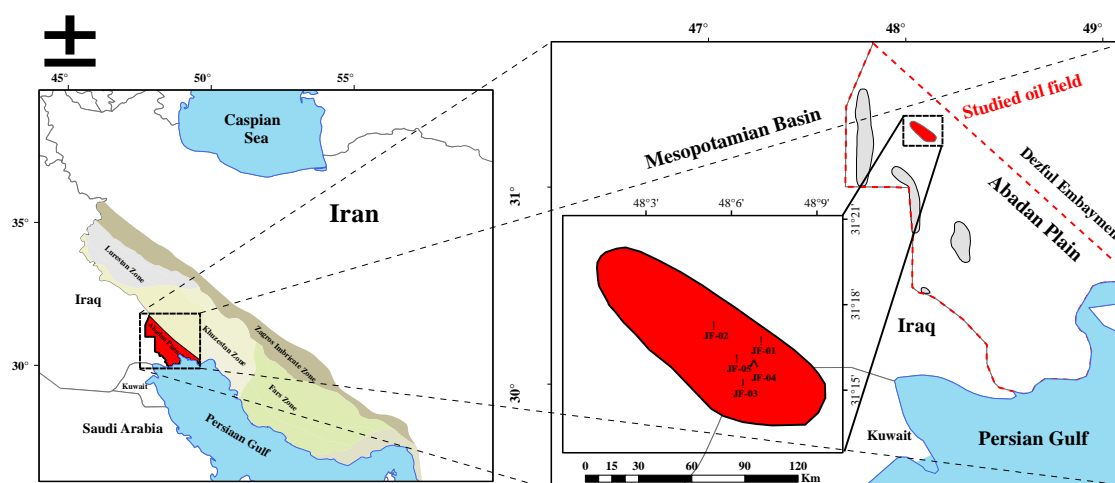 45°
50°
55°
35°
30°
Caspian
Sea
Iran
Lurestan Zone
Iraq
Abadan Plain
Khuzestan Zone
Zagros Imbricate Zone
Fars Zone
Kuwait
Saudi Arabia
Persiaan Gulf
47°
48°
49°
31°
30°
Mesopotamian Basin
Studied oil field
Dezful Embayment
Abadan Plain
Iraq
Kuwait
Persian Gulf
48°3'
48°6'
48°9'
31°21'
31°18'
31°15'
JF-02
JF-01
JF-05
JF-04
JF-03
0 15 30 60 90 120
Km